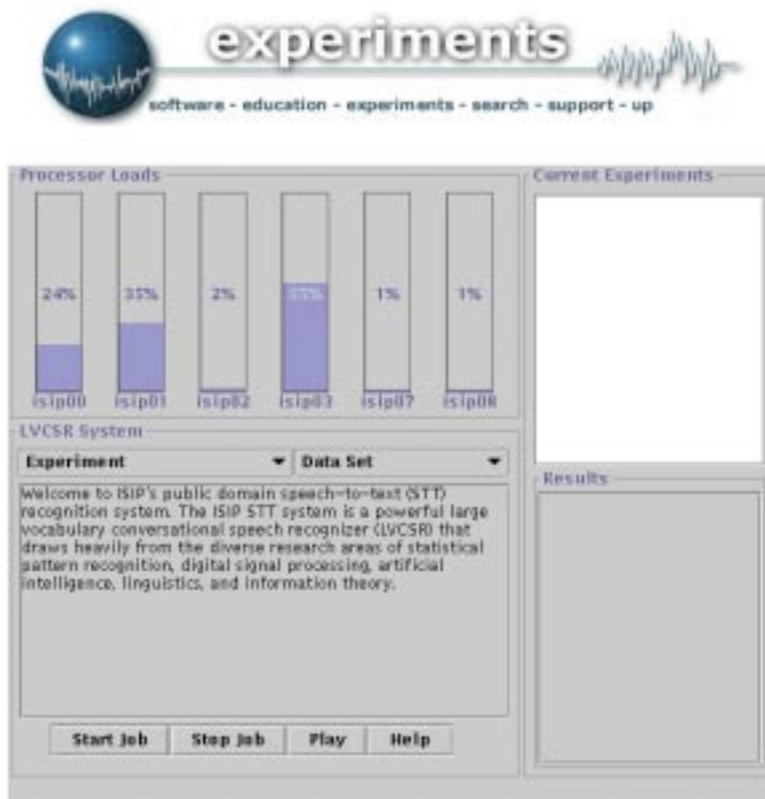 experiments
software - education - experiments - search - support - up
Processor Loads
Current Experiments
24% 35% 2% 1% 1%
isip00 isip01 isip02 isip03 isip07 isip08
LVCSR System
Experiment Data Set
Results
Welcome to ISIP's public domain speech-to-text (STT)
recognition system. The ISIP STT system is a powerful large
vocabulary conversational speech recognizer (LVCSR) that
draws heavily from the diverse research areas of statistical
pattern recognition, digital signal processing, artificial
intelligence, linguistics, and information theory.
Start Job Stop Job Play Help